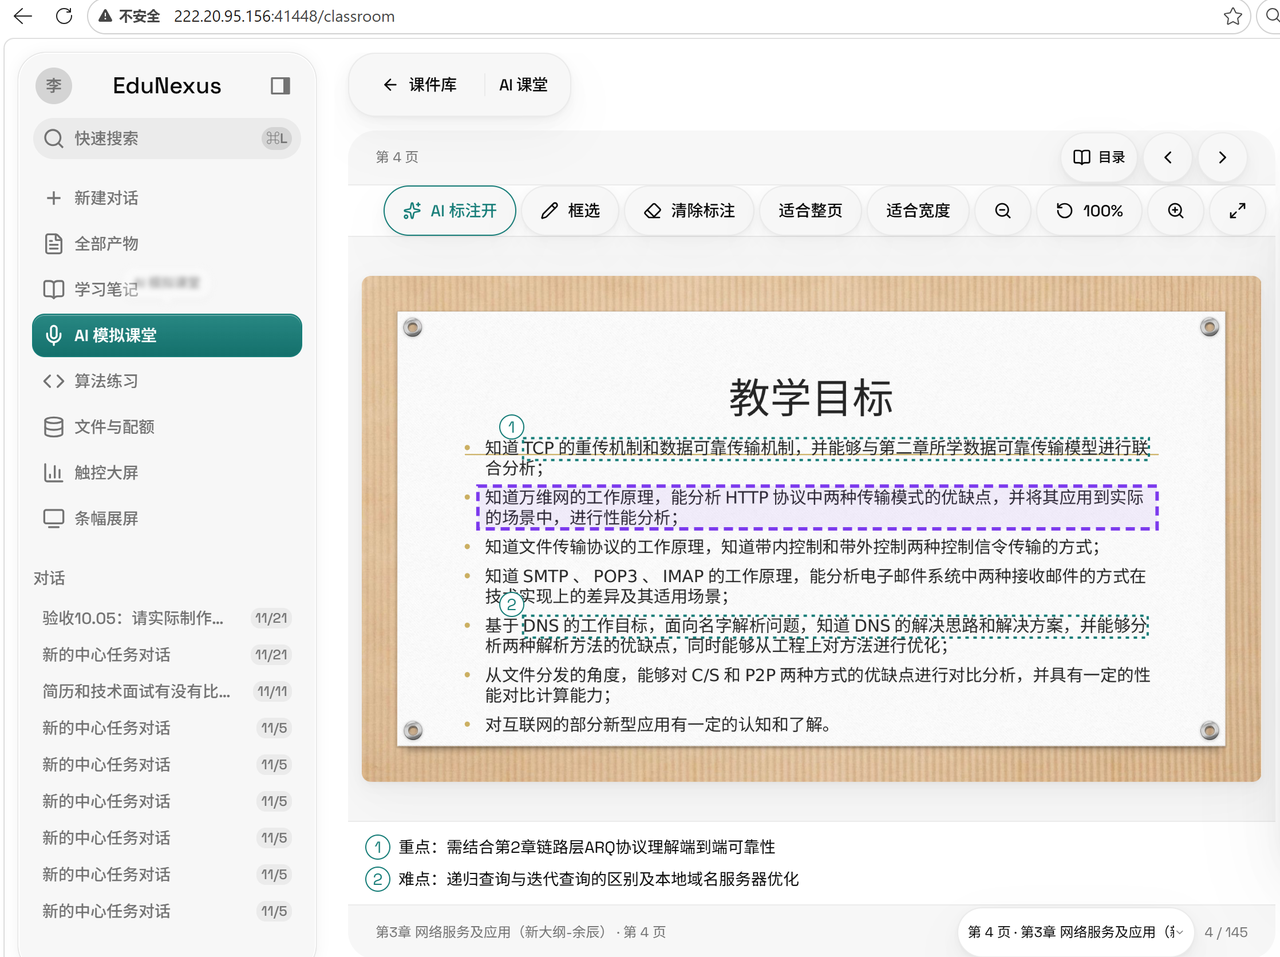 不安全 222.20.95.156:41448/classroom
李 EduNexus
快速搜索 ⌘L
新建对话
全部产物
学习笔记
AI 模拟课堂
算法练习
文件与配额
触控大屏
条幅展屏
对话
验收10.05：请实际制作... 11/21
新的中心任务对话 11/21
简历和技术面试有没有比... 11/11
新的中心任务对话 11/5
新的中心任务对话 11/5
新的中心任务对话 11/5
新的中心任务对话 11/5
新的中心任务对话 11/5
新的中心任务对话 11/5
课件库 AI 课堂
第 4 页 目录
AI 标注开 框选 清除标注 适合整页 适合宽度 100%
教学目标
1
知道 TCP 的重传机制和数据可靠传输机制，并能够与第二章所学数据可靠传输模型进行联
合分析；
知道万维网的工作原理，能分析 HTTP 协议中两种传输模式的优缺点，并将其应用到实际
的场景中，进行性能分析；
知道文件传输协议的工作原理，知道带内控制和带外控制两种控制信令传输的方式；
知道 SMTP 、 POP3 、 IMAP 的工作原理，能分析电子邮件系统中两种接收邮件的方式在
技术实现上的差异及其适用场景；
2
基于 DNS 的工作目标，面向名字解析问题，知道 DNS 的解决思路和解决方案，并能够分
析两种解析方法的优缺点，同时能够从工程上对方法进行优化；
从文件分发的角度，能够对 C/S 和 P2P 两种方式的优缺点进行对比分析，并具有一定的性
能对比计算能力；
对互联网的部分新型应用有一定的认知和了解。
1 重点：需结合第2章链路层ARQ协议理解端到端可靠性
2 难点：递归查询与迭代查询的区别及本地域名服务器优化
第3章 网络服务及应用（新大纲-余辰） · 第 4 页
第 4 页 · 第3章 网络服务及应用（ 4 / 145